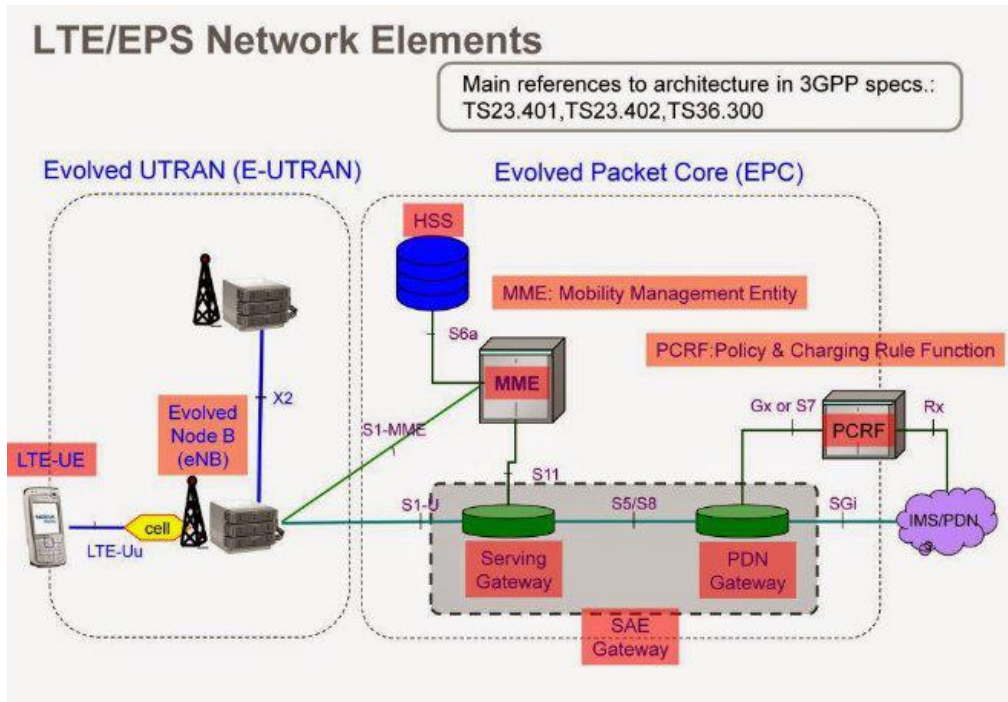 LTE/EPS Network Elements
Main references to architecture in 3GPP specs.:
TS23.401,TS23.402,TS36.300
Evolved UTRAN (E-UTRAN)
Evolved Packet Core (EPC)
HSS
MME: Mobility Management Entity
S6a
PCRF:Policy & Charging Rule Function
MME
X2
Evolved
Node B
(eNB)
S1-MME
Gx or S7
PCRF
Rx
LTE-UE
S11
NOKIA
cell
LTE-Uu
S1-U
S5/S8
SGi
IMS/PDN
Serving
Gateway
PDN
Gateway
SAE
Gateway